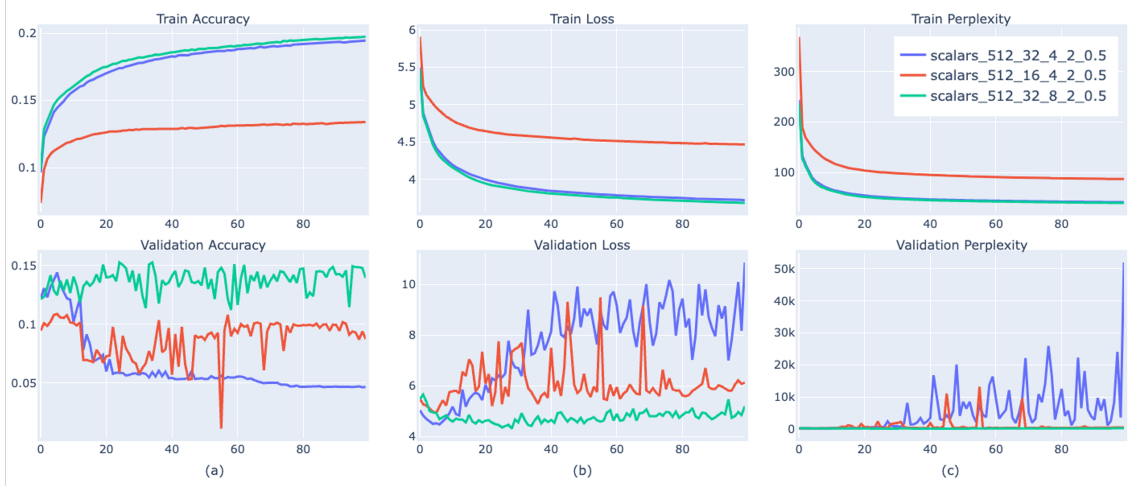 Train Accuracy Train Loss Train Perplexity
0.2
0.15
0.1
0 20 40 60 80
6
5.5
5
4.5
4
0 20 40 60 80
300
200
100
0 20 40 60 80
scalars_512_32_4_2_0.5
scalars_512_16_4_2_0.5
scalars_512_32_8_2_0.5
Validation Accuracy Validation Loss Validation Perplexity
0.15
0.1
0.05
0 20 40 60 80
10
8
6
4
0 20 40 60 80
50k
40k
30k
20k
10k
0
0 20 40 60 80
(a) (b) (c)